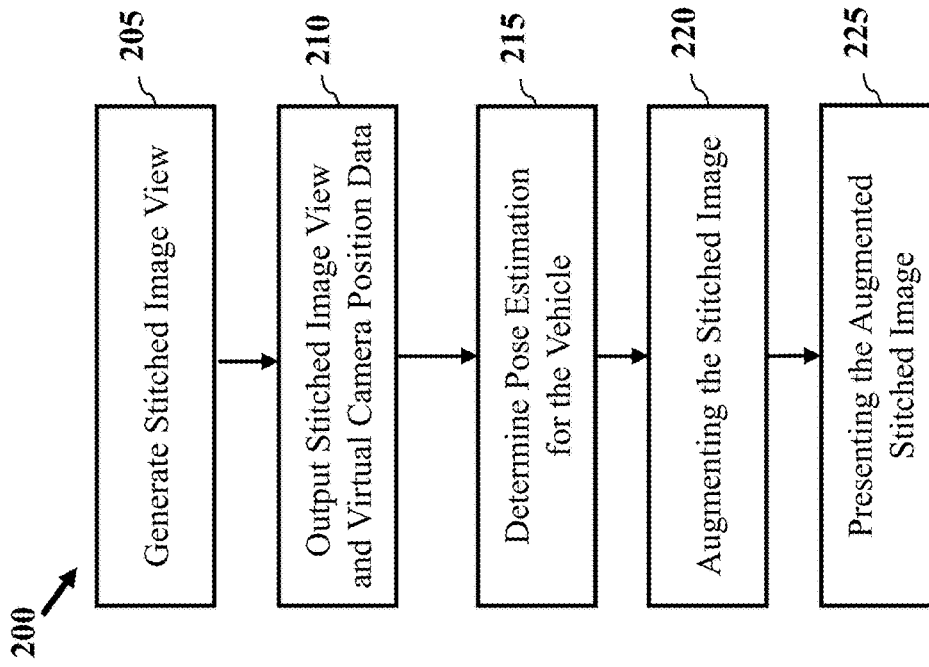 200
205
Generate Stitched Image View
210
Output Stitched Image View
and Virtual Camera Position Data
215
Determine Pose Estimation
for the Vehicle
220
Augmenting the Stitched Image
225
Presenting the Augmented
Stitched Image